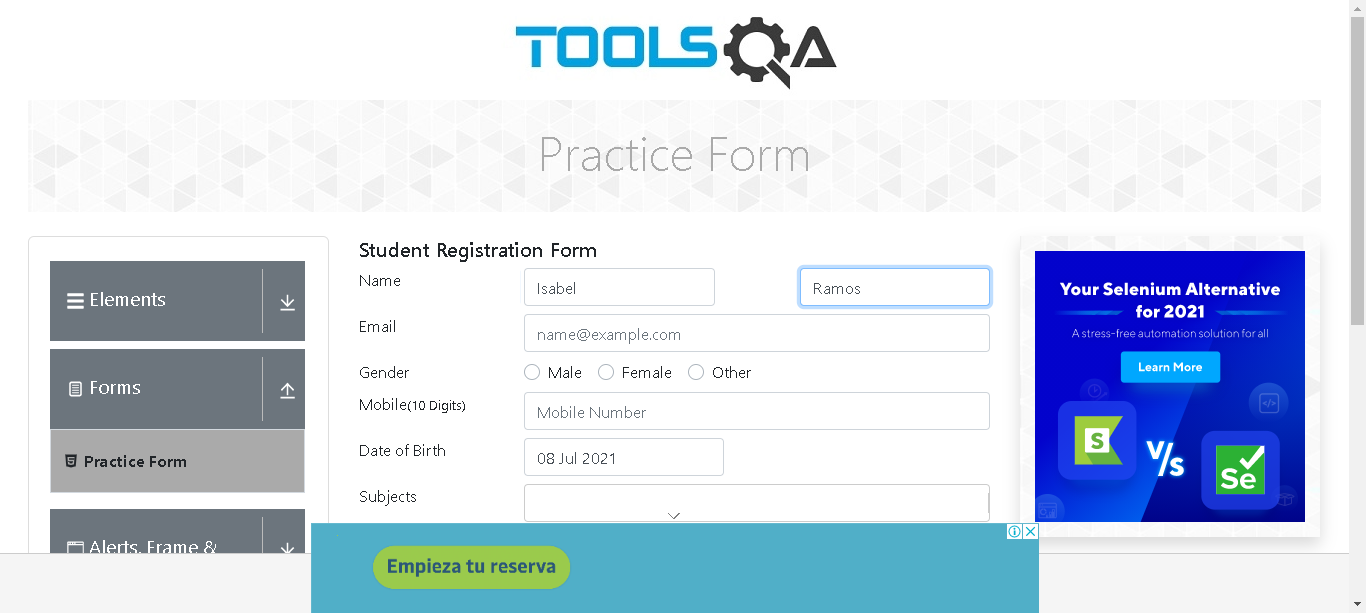 TOOLSQA
Practice Form
Elements
Forms
Practice Form
Alerts, Frame &
Student Registration Form
Name
Isabel
Ramos
Email
name@example.com
Gender
Male
Female
Other
Mobile(10 Digits)
Mobile Number
Date of Birth
08 Jul 2021
Subjects
Your Selenium Alternative
for 2021
A stress-free automation solution for all
Learn More
S
V/s
Se
Empieza tu reserva